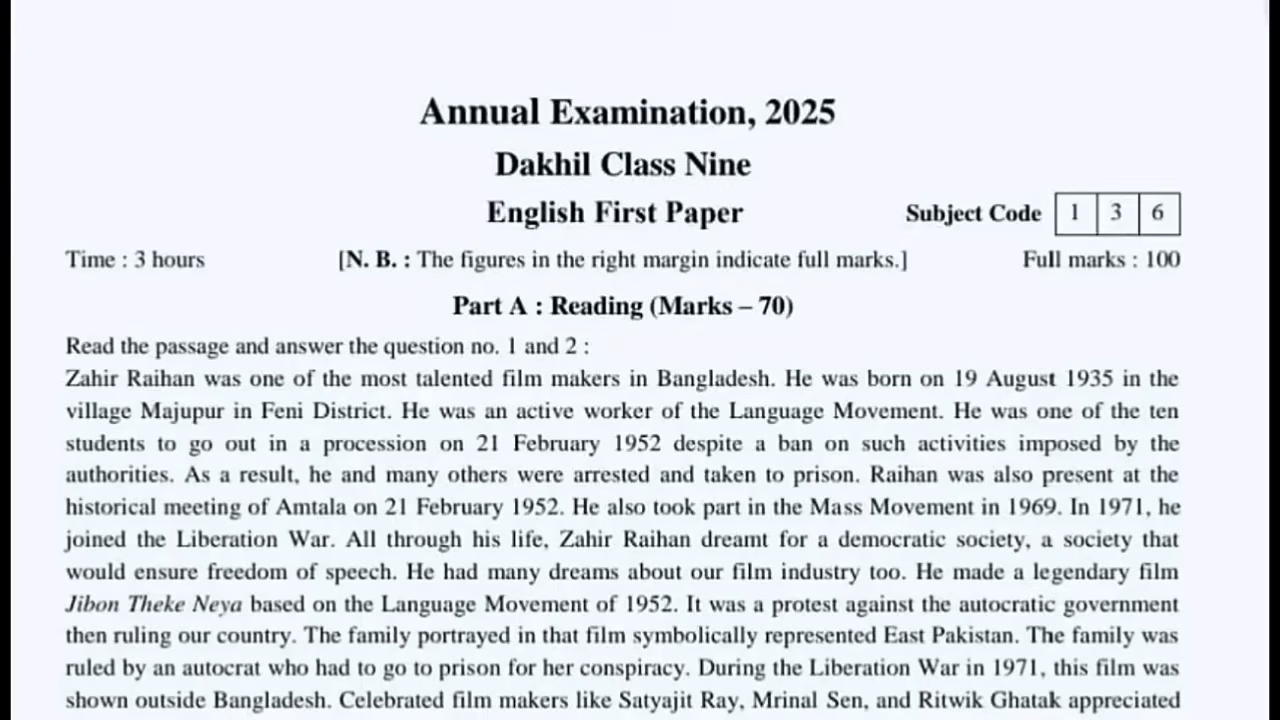 Annual Examination, 2025
Dakhil Class Nine
English First Paper
Subject Code 1 3 6
Time : 3 hours
[N. B. : The figures in the right margin indicate full marks.]
Full marks : 100
Part A : Reading (Marks – 70)
Read the passage and answer the question no. 1 and 2 :
Zahir Raihan was one of the most talented film makers in Bangladesh. He was born on 19 August 1935 in the
village Majupur in Feni District. He was an active worker of the Language Movement. He was one of the ten
students to go out in a procession on 21 February 1952 despite a ban on such activities imposed by the
authorities. As a result, he and many others were arrested and taken to prison. Raihan was also present at the
historical meeting of Amtala on 21 February 1952. He also took part in the Mass Movement in 1969. In 1971, he
joined the Liberation War. All through his life, Zahir Raihan dreamt for a democratic society, a society that
would ensure freedom of speech. He had many dreams about our film industry too. He made a legendary film
Jibon Theke Neya based on the Language Movement of 1952. It was a protest against the autocratic government
then ruling our country. The family portrayed in that film symbolically represented East Pakistan. The family was
ruled by an autocrat who had to go to prison for her conspiracy. During the Liberation War in 1971, this film was
shown outside Bangladesh. Celebrated film makers like Satyajit Ray, Mrinal Sen, and Ritwik Ghatak appreciated